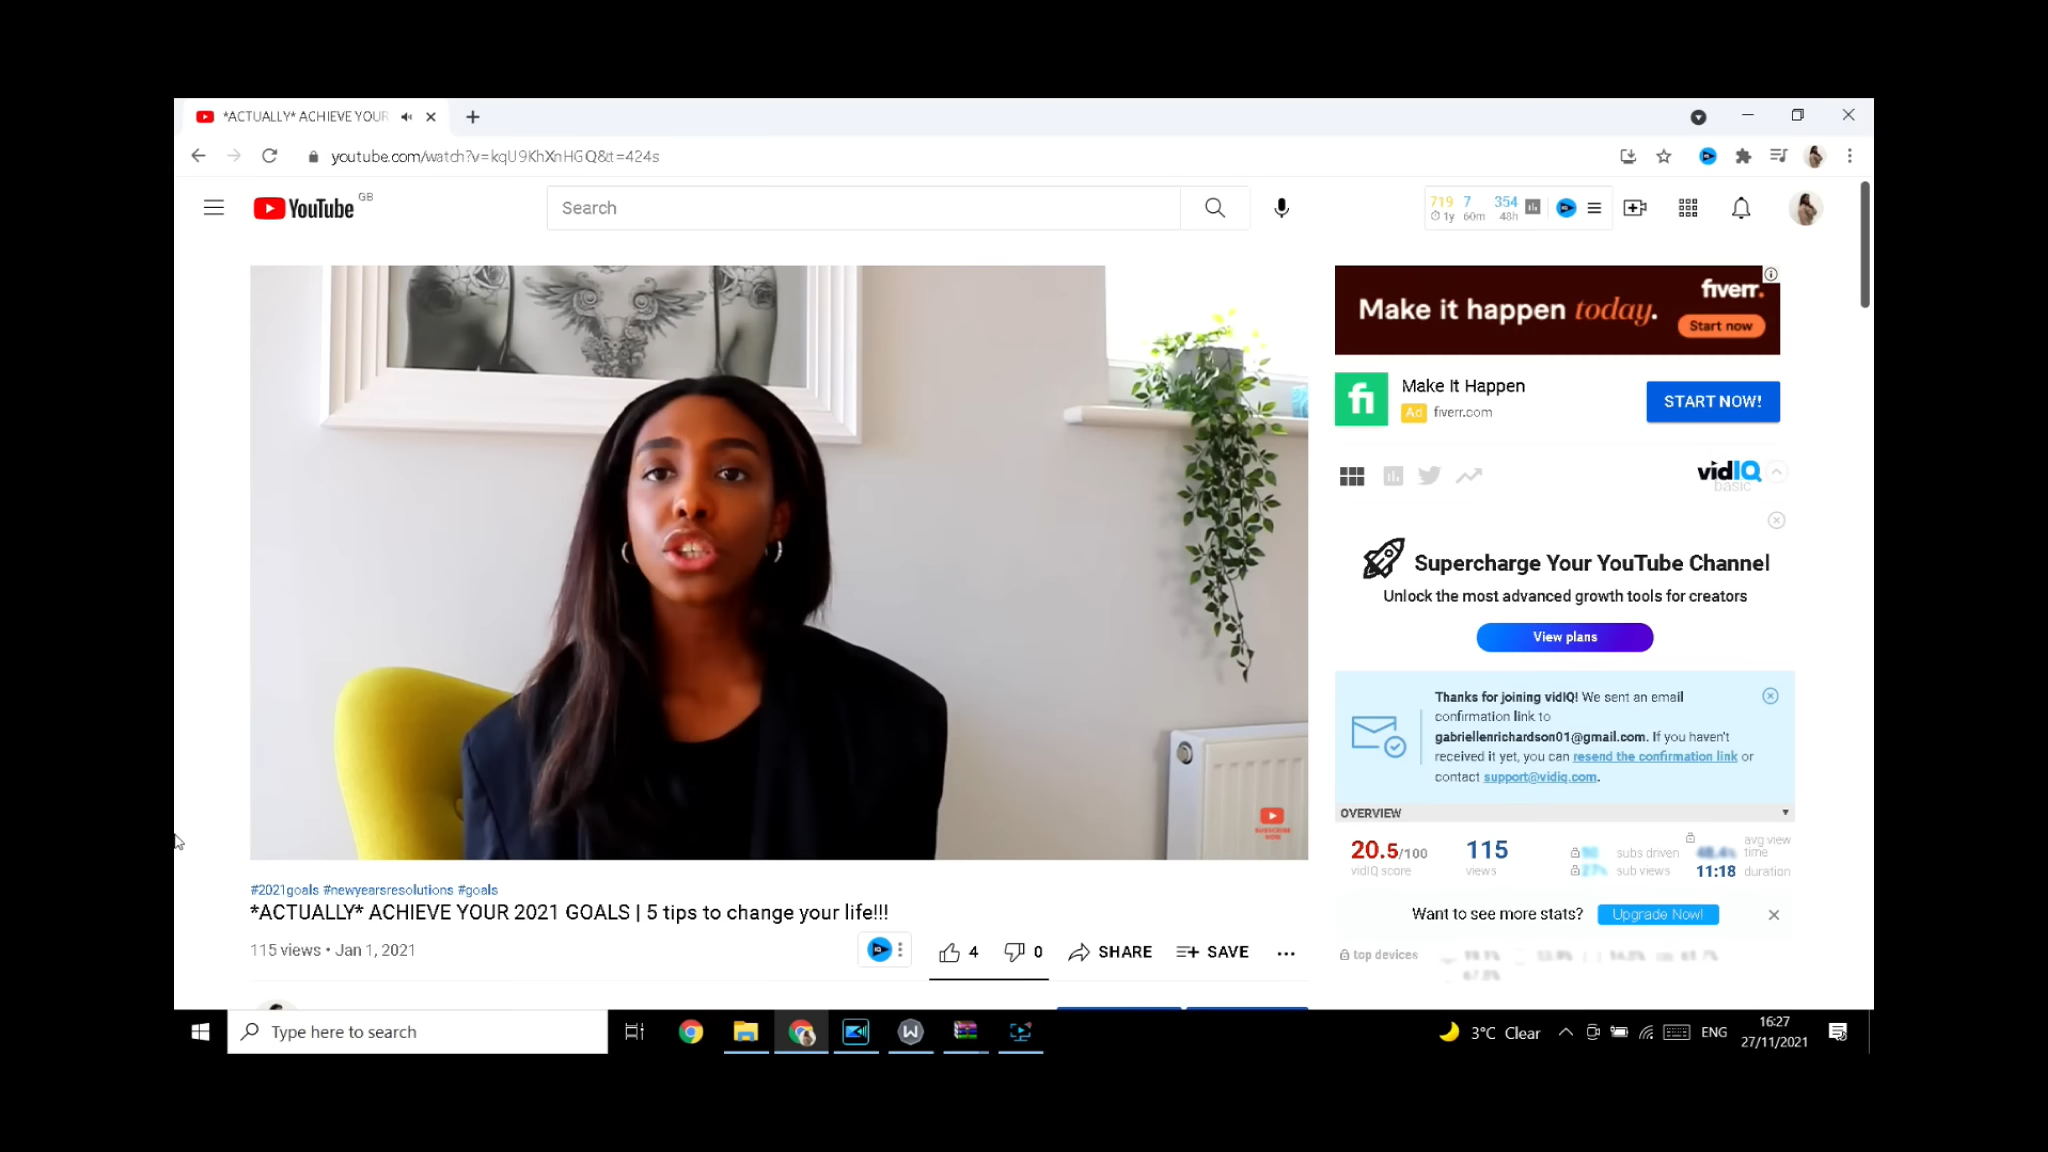 *ACTUALLY* ACHIEVE YOUR
youtube.com/watch?v=kqU9KhXnHGQ&t=424s
YouTube GB
Search
719 7 354
1y 60m 48h
fiverr.
Make it happen today.
Start now
Make It Happen
Ad fiverr.com
START NOW!
vidIQ
basic
Supercharge Your YouTube Channel
Unlock the most advanced growth tools for creators
View plans
Thanks for joining vidIQ! We sent an email
confirmation link to
gabriellenrichardson01@gmail.com. If you haven't
received it yet, you can resend the confirmation link or
contact support@vidiq.com.
OVERVIEW
20.5/100
vidIQ score
115
views
subs driven
sub views
avg view
time
11:18 duration
Want to see more stats? Upgrade Now!
top devices
SUBSCRIBE
NOW
#2021goals #newyearsresolutions #goals
*ACTUALLY* ACHIEVE YOUR 2021 GOALS | 5 tips to change your life!!!
115 views • Jan 1, 2021
4 0 SHARE SAVE
Type here to search
3°C Clear
ENG
16:27
27/11/2021